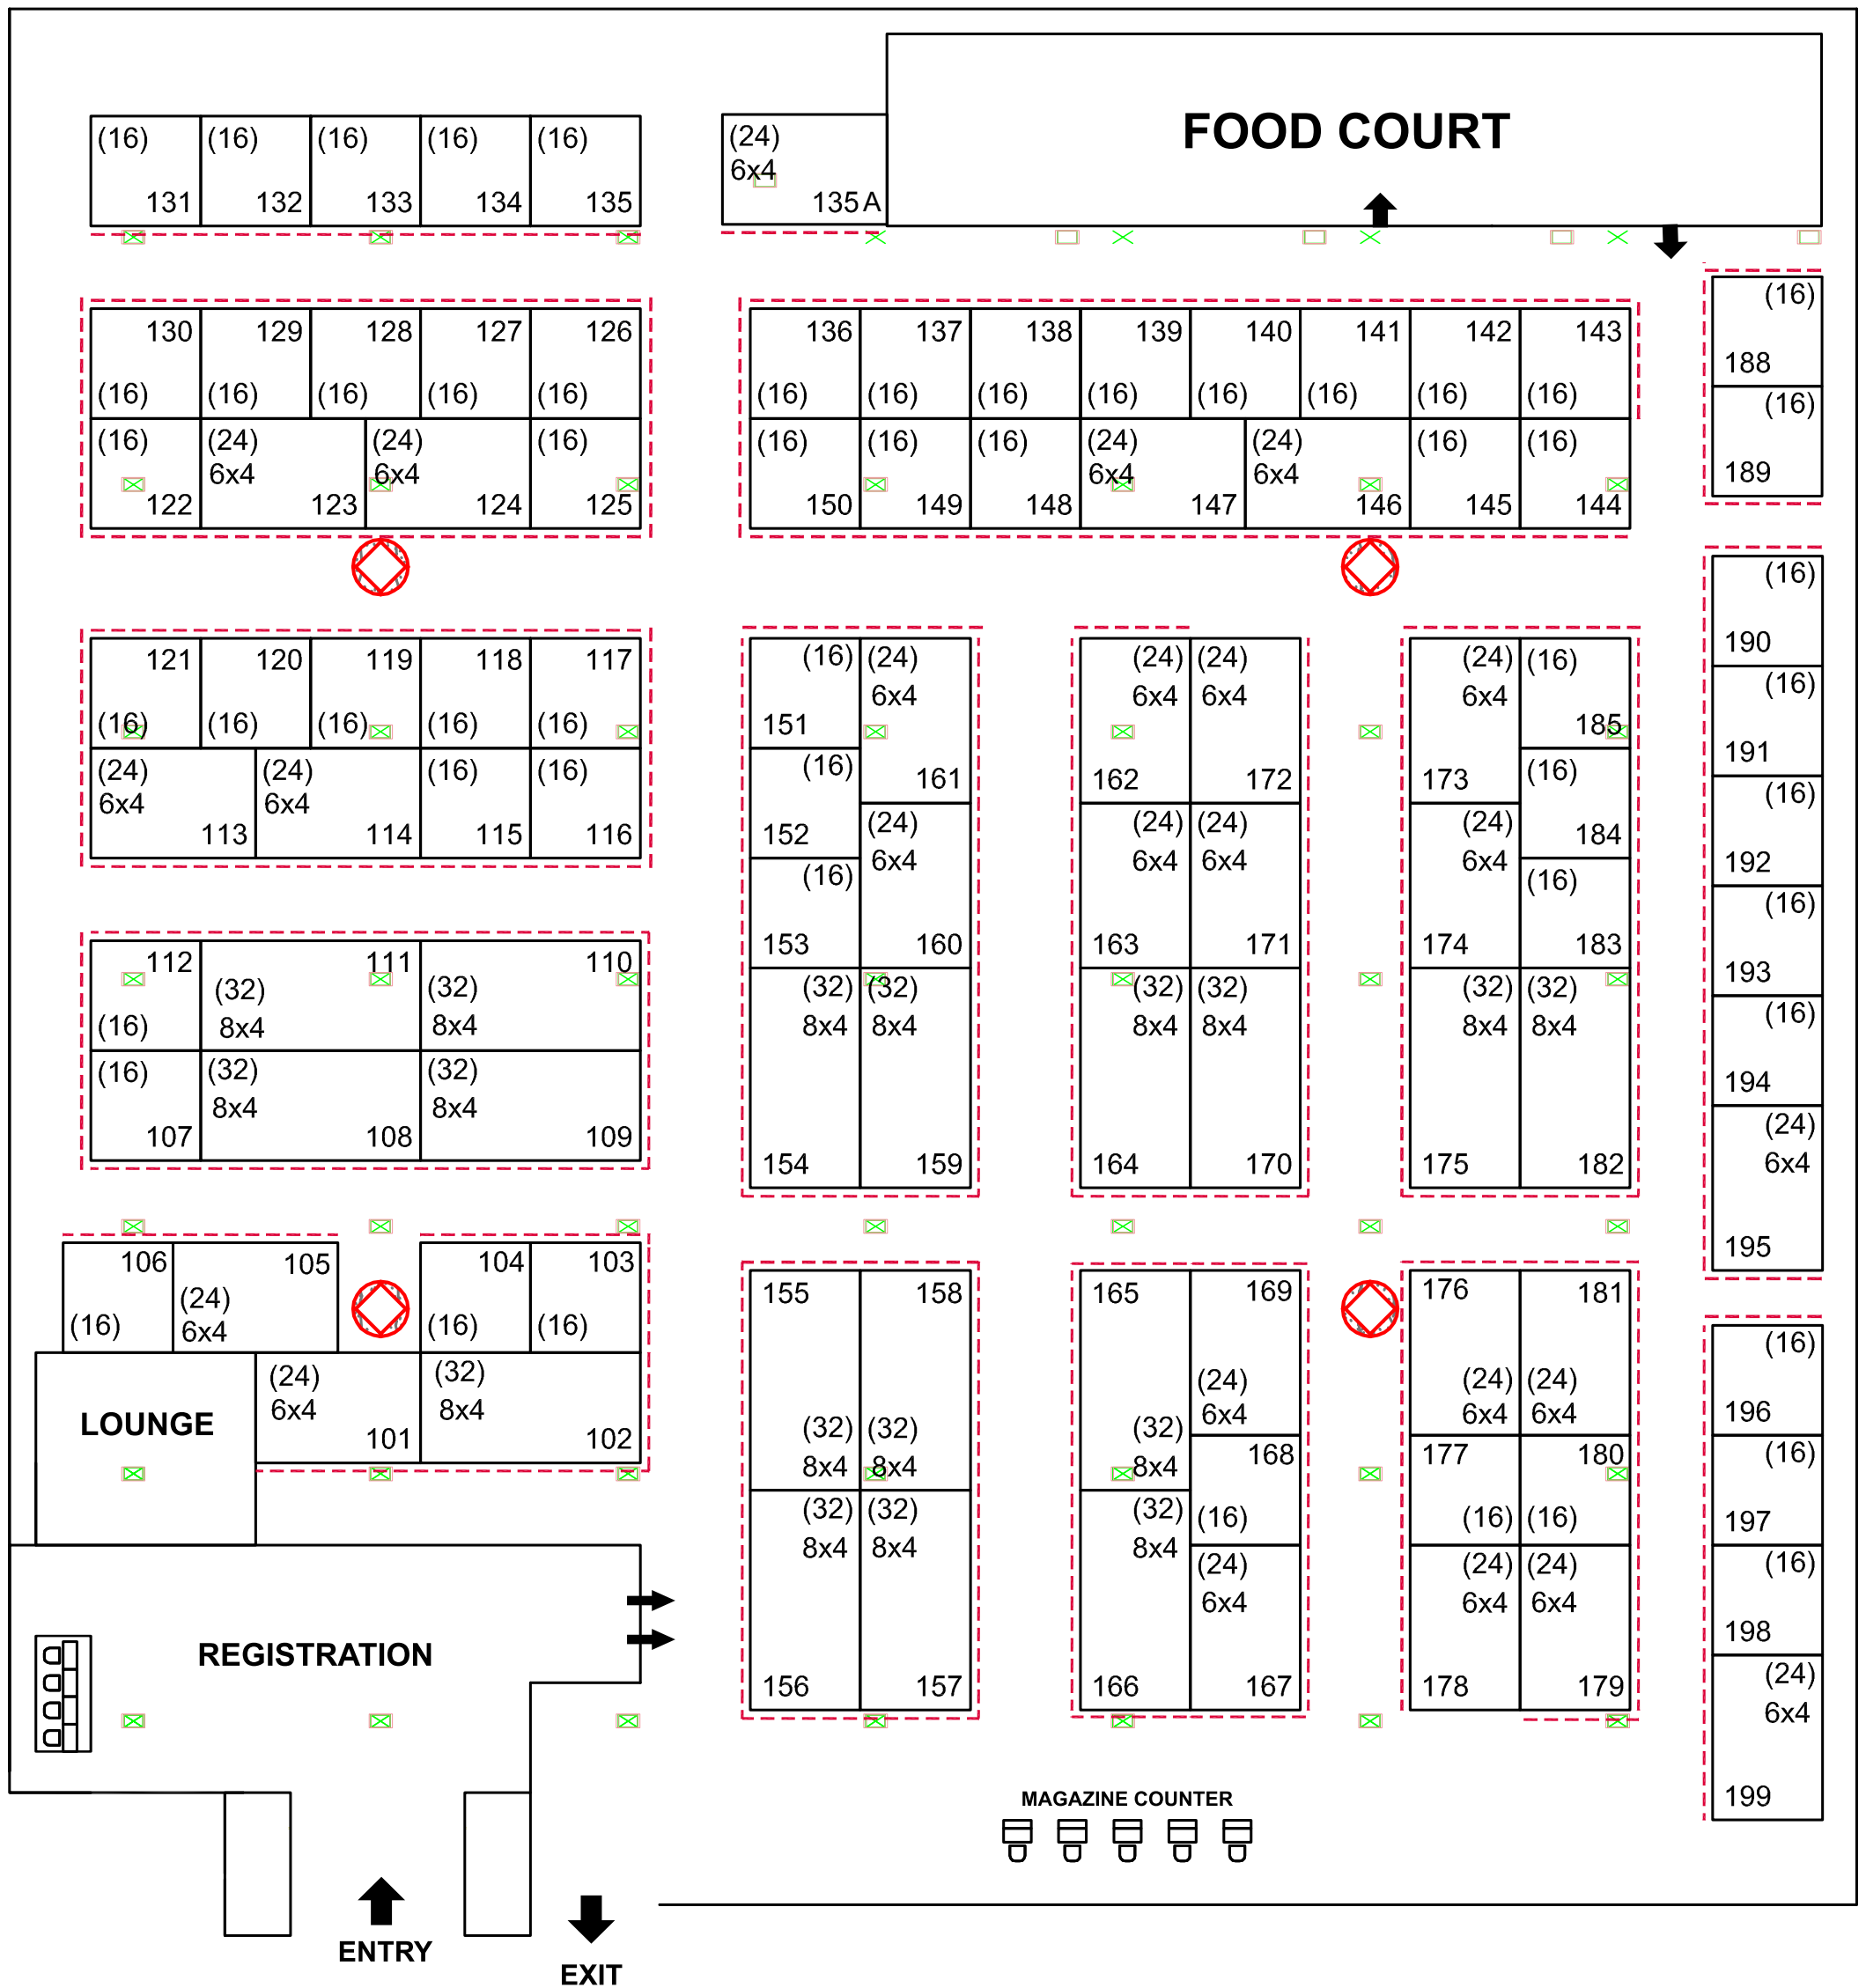 FOOD COURT
(16) (16) (16) (16) (16)
131 132 133 134 135
(24)
6x4
135 A
130 129 128 127 126
(16) (16) (16) (16) (16)
(16) (24) (24) (16)
6x4 6x4
122 123 124 125
136 137 138 139 140 141 142 143
(16) (16) (16) (16) (16) (16) (16) (16)
(16) (16) (16) (24) (24) (16) (16)
6x4 6x4
150 149 148 147 146 145 144
(16)
188
(16)
189
121 120 119 118 117
(16) (16) (16) (16) (16)
(24) (24) (16) (16)
6x4 6x4
113 114 115 116
(16)
151
(16)
152
(16)
153
(32)
8x4
154
(24)
6x4
161
(24)
6x4
160
(32)
8x4
159
(24)
6x4
162
(24)
6x4
163
(32)
8x4
164
(24)
6x4
172
(24)
6x4
171
(32)
8x4
170
(24)
6x4
173
(24)
6x4
174
(32)
8x4
175
(16)
185
(16)
184
(16)
183
(32)
8x4
182
(16)
190
(16)
191
(16)
192
(16)
193
(16)
194
(24)
6x4
195
112 111 110
(16) (32) (32)
8x4 8x4
(16) (32) (32)
8x4 8x4
107 108 109
106 105 104 103
(16) (24) (16) (16)
6x4
LOUNGE
(24) (32)
6x4 8x4
101 102
155
(32)
8x4
(32)
8x4
156
158
(32)
8x4
(32)
8x4
157
165
(32)
8x4
(32)
8x4
166
169
(24)
6x4
168
(16)
(24)
6x4
167
176
(24)
6x4
177
(16)
(24)
6x4
178
181
(24)
6x4
180
(16)
(24)
6x4
179
(16)
196
(16)
197
(16)
198
(24)
6x4
199
REGISTRATION
MAGAZINE COUNTER
ENTRY
EXIT